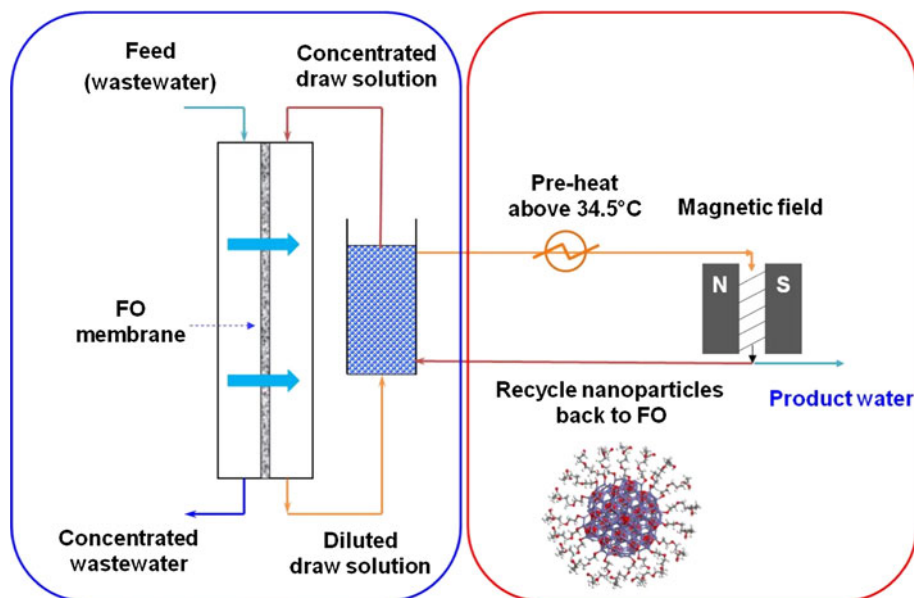 Feed
(wastewater)
Concentrated
draw solution
FO
membrane
Concentrated
wastewater
Diluted
draw solution
Pre-heat
above 34.5°C
Magnetic field
N
S
Recycle nanoparticles
back to FO
Product water